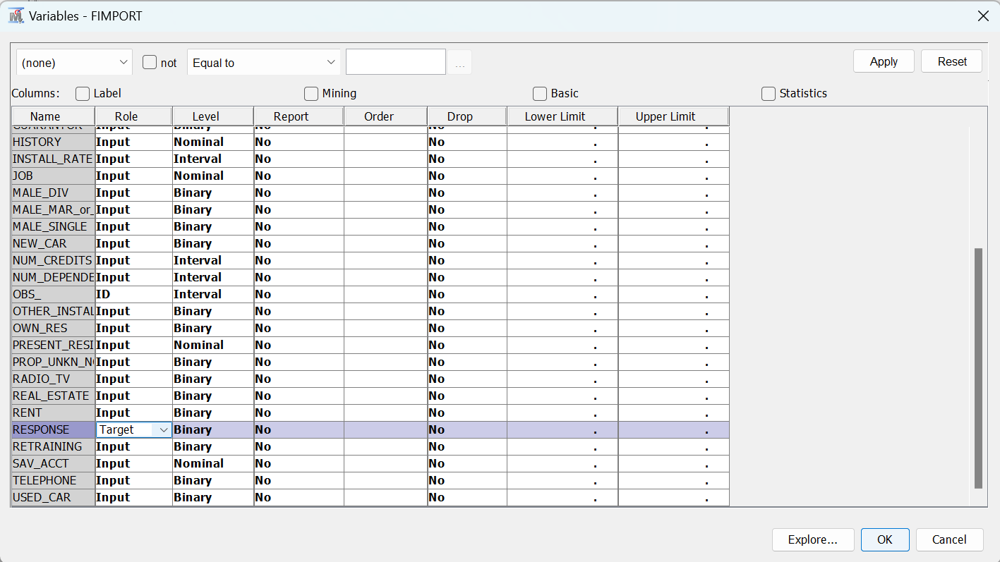 Variables - FIMPORT
(none) not Equal to ... Apply Reset
Columns: Label Mining Basic Statistics
Name Role Level Report Order Drop Lower Limit Upper Limit
GUARANTOR Input Binary No No . .
HISTORY Input Nominal No No . .
INSTALL_RATE Input Interval No No . .
JOB Input Nominal No No . .
MALE_DIV Input Binary No No . .
MALE_MAR_or_ Input Binary No No . .
MALE_SINGLE Input Binary No No . .
NEW_CAR Input Binary No No . .
NUM_CREDITS Input Interval No No . .
NUM_DEPENDE Input Interval No No . .
OBS_ ID Interval No No . .
OTHER_INSTAL Input Binary No No . .
OWN_RES Input Binary No No . .
PRESENT_RESI Input Nominal No No . .
PROP_UNKN_NO Input Binary No No . .
RADIO_TV Input Binary No No . .
REAL_ESTATE Input Binary No No . .
RENT Input Binary No No . .
RESPONSE Target Binary No No . .
RETRAINING Input Binary No No . .
SAV_ACCT Input Nominal No No . .
TELEPHONE Input Binary No No . .
USED_CAR Input Binary No No . .
Explore... OK Cancel